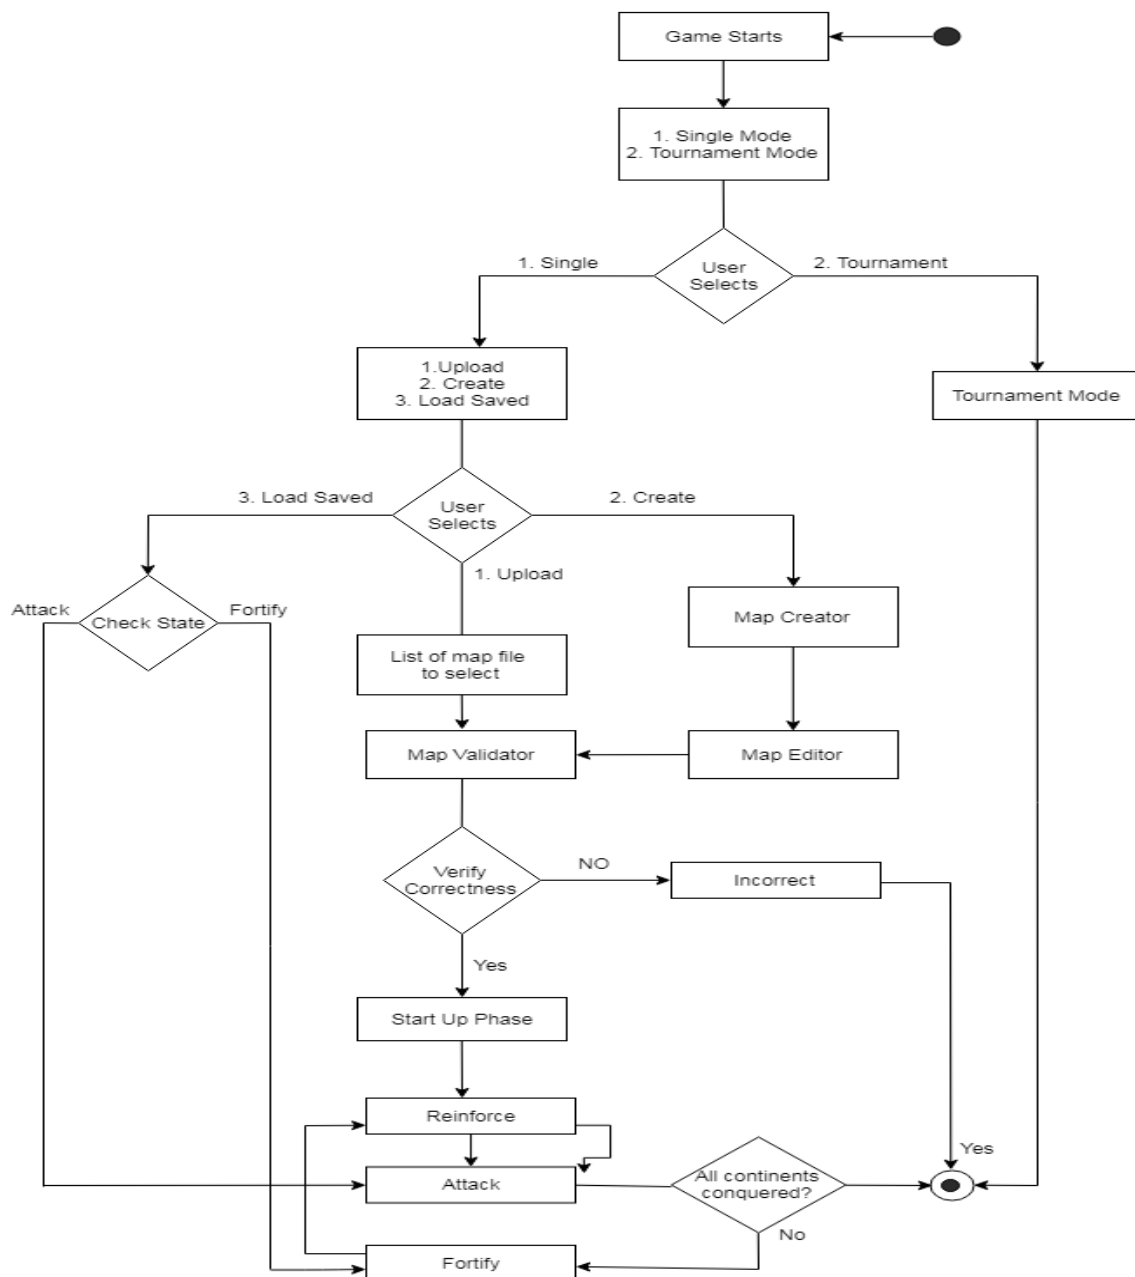 Game Starts
1. Single Mode
2. Tournament Mode
User
Selects
1. Single
2. Tournament
1.Upload
2. Create
3. Load Saved
Tournament Mode
User
Selects
3. Load Saved
2. Create
1. Upload
Check State
Attack
Fortify
Map Creator
List of map file
to select
Map Validator
Map Editor
Verify
Correctness
NO
Incorrect
Yes
Start Up Phase
Reinforce
Attack
All continents
conquered?
Yes
No
Fortify